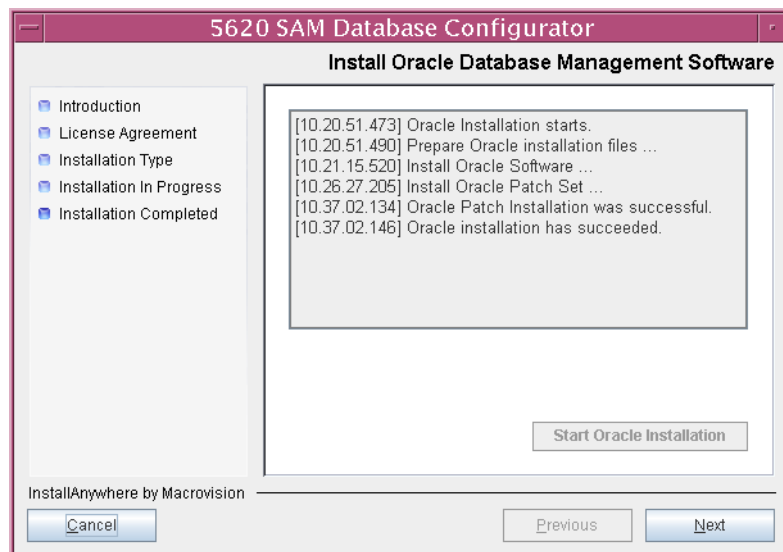 5620 SAM Database Configurator
Install Oracle Database Management Software
Introduction
License Agreement
Installation Type
Installation In Progress
Installation Completed
[10.20.51.473] Oracle Installation starts.
[10.20.51.490] Prepare Oracle installation files ...
[10.21.15.520] Install Oracle Software ...
[10.26.27.205] Install Oracle Patch Set ...
[10.37.02.134] Oracle Patch Installation was successful.
[10.37.02.146] Oracle installation has succeeded.
Start Oracle Installation
InstallAnywhere by Macrovision
Cancel
Previous
Next